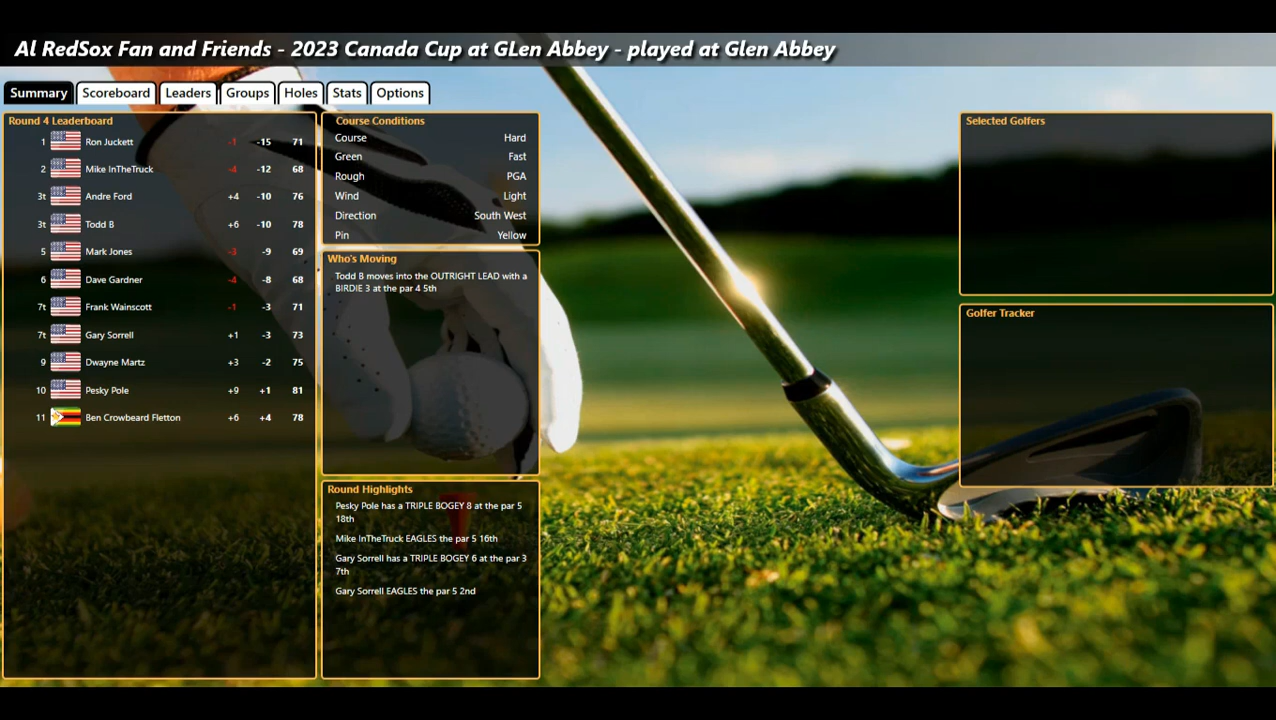 Al RedSox Fan and Friends - 2023 Canada Cup at GLen Abbey - played at Glen Abbey
Summary Scoreboard Leaders Groups Holes Stats Options
Round 4 Leaderboard
1 Ron Juckett -1 -15 71
2 Mike InTheTruck -4 -12 68
3t Andre Ford +4 -10 76
3t Todd B +6 -10 78
5 Mark Jones -3 -9 69
6 Dave Gardner -4 -8 68
7t Frank Wainscott -1 -3 71
7t Gary Sorrell +1 -3 73
9 Dwayne Martz +3 -2 75
10 Pesky Pole +9 +1 81
11 Ben Crowbeard Fletton +6 +4 78
Course Conditions
Course Hard
Green Fast
Rough PGA
Wind Light
Direction South West
Pin Yellow
Who's Moving
Todd B moves into the OUTRIGHT LEAD with a
BIRDIE 3 at the par 4 5th
Round Highlights
Pesky Pole has a TRIPLE BOGEY 8 at the par 5
18th
Mike InTheTruck EAGLES the par 5 16th
Gary Sorrell has a TRIPLE BOGEY 6 at the par 3
7th
Gary Sorrell EAGLES the par 5 2nd
Selected Golfers
Golfer Tracker